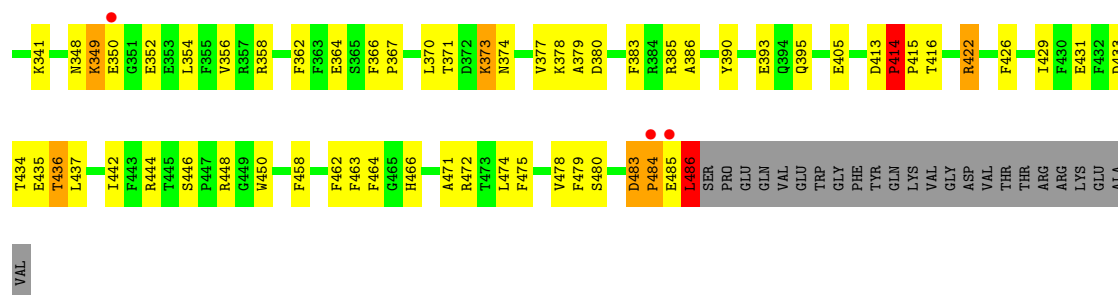 K341 N348 K349 E350 G351 E352 E353 L354 F355 V356 R357 R358 F362 F363 E364 S365 F366 P367 L370 T371 D372 K373 N374 V377 K378 A379 D380 F383 R384 R385 A386 Y390 E393 Q394 Q395 E405 D413 P414 P415 T416 R422 F426 I429 F430 E431 F432 D433
T434 E435 T436 L437 I442 F443 R444 T445 S446 P447 R448 G449 W450 F458 F462 F463 F464 G465 H466 A471 R472 T473 L474 F475 V478 F479 S480 D483 P484 E485 L486 SER PRO GLU GLN VAL GLU TRP GLY PHE TYR GLN LYS VAL GLY ASP VAL THR THR ARG ARG LYS GLU ALA
VAL